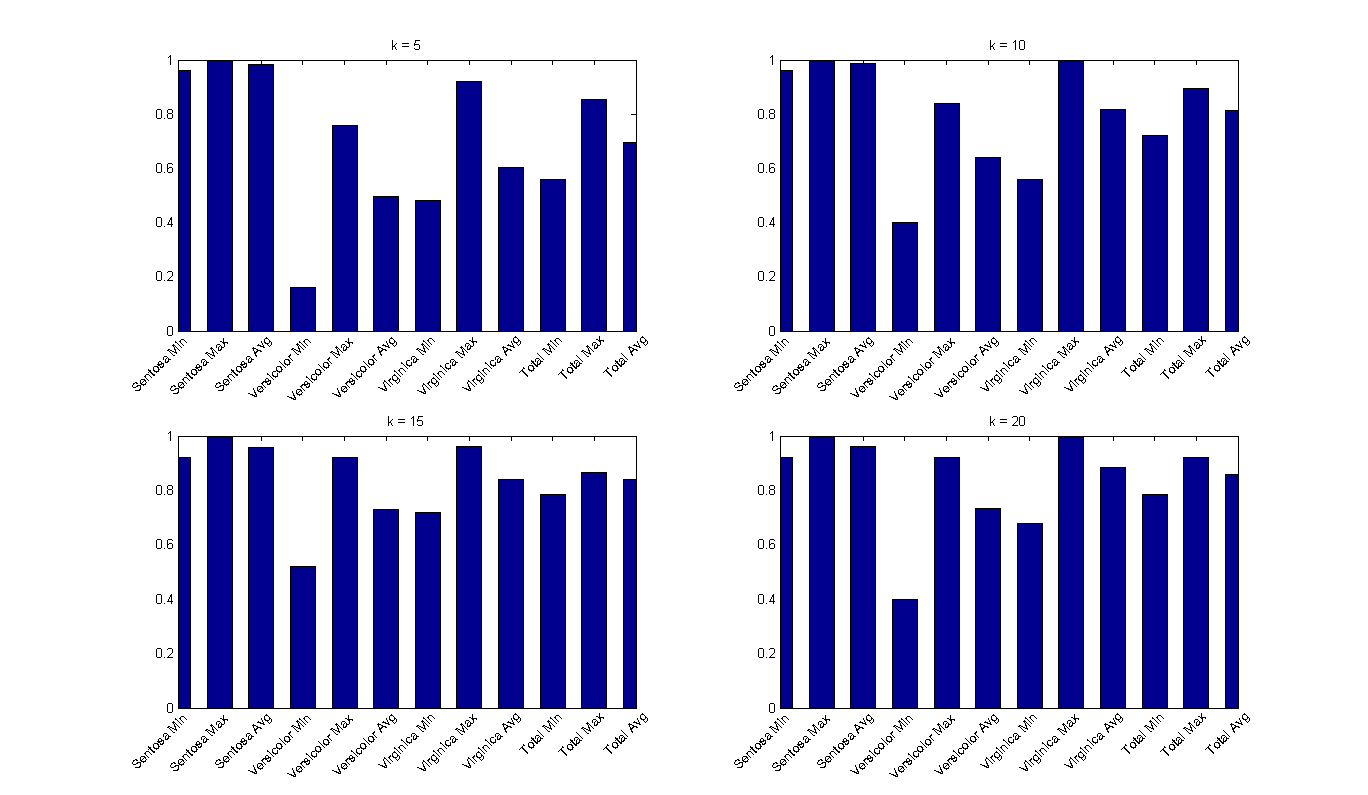 k = 5
1
0.8
0.6
0.4
0.2
0
Sentosa Min
Sentosa Max
Sentosa Avg
Versicolor Min
Versicolor Max
Versicolor Avg
Virginica Min
Virginica Max
Virginica Avg
Total Min
Total Max
Total Avg
k = 10
1
0.8
0.6
0.4
0.2
0
Sentosa Min
Sentosa Max
Sentosa Avg
Versicolor Min
Versicolor Max
Versicolor Avg
Virginica Min
Virginica Max
Virginica Avg
Total Min
Total Max
Total Avg
k = 15
1
0.8
0.6
0.4
0.2
0
Sentosa Min
Sentosa Max
Sentosa Avg
Versicolor Min
Versicolor Max
Versicolor Avg
Virginica Min
Virginica Max
Virginica Avg
Total Min
Total Max
Total Avg
k = 20
1
0.8
0.6
0.4
0.2
0
Sentosa Min
Sentosa Max
Sentosa Avg
Versicolor Min
Versicolor Max
Versicolor Avg
Virginica Min
Virginica Max
Virginica Avg
Total Min
Total Max
Total Avg